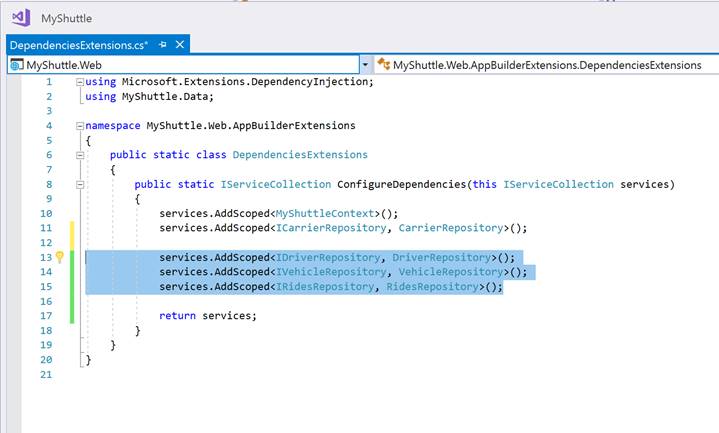 MyShuttle
DependenciesExtensions.cs*
MyShuttle.Web MyShuttle.Web.AppBuilderExtensions.DependenciesExtensions
1 using Microsoft.Extensions.DependencyInjection;
2 using MyShuttle.Data;
3
4 namespace MyShuttle.Web.AppBuilderExtensions
5 {
6 public static class DependenciesExtensions
7 {
8 public static IServiceCollection ConfigureDependencies(this IServiceCollection services)
9 {
10 services.AddScoped<MyShuttleContext>();
11 services.AddScoped<ICarrierRepository, CarrierRepository>();
12
13 services.AddScoped<IDriverRepository, DriverRepository>();
14 services.AddScoped<IVehicleRepository, VehicleRepository>();
15 services.AddScoped<IRidesRepository, RidesRepository>();
16
17 return services;
18 }
19 }
20 }
21